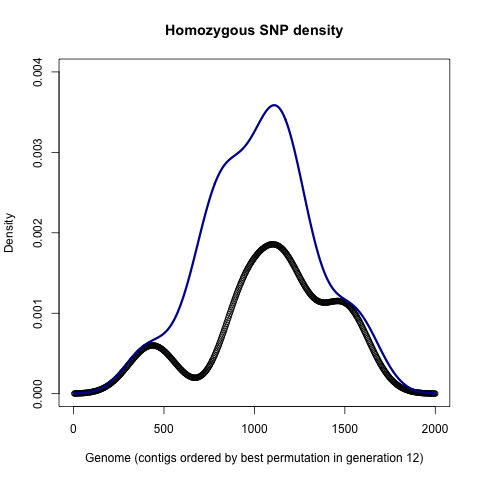 Homozygous SNP density
Density
0.004
0.003
0.002
0.001
0.000
0 500 1000 1500 2000
Genome (contigs ordered by best permutation in generation 12)